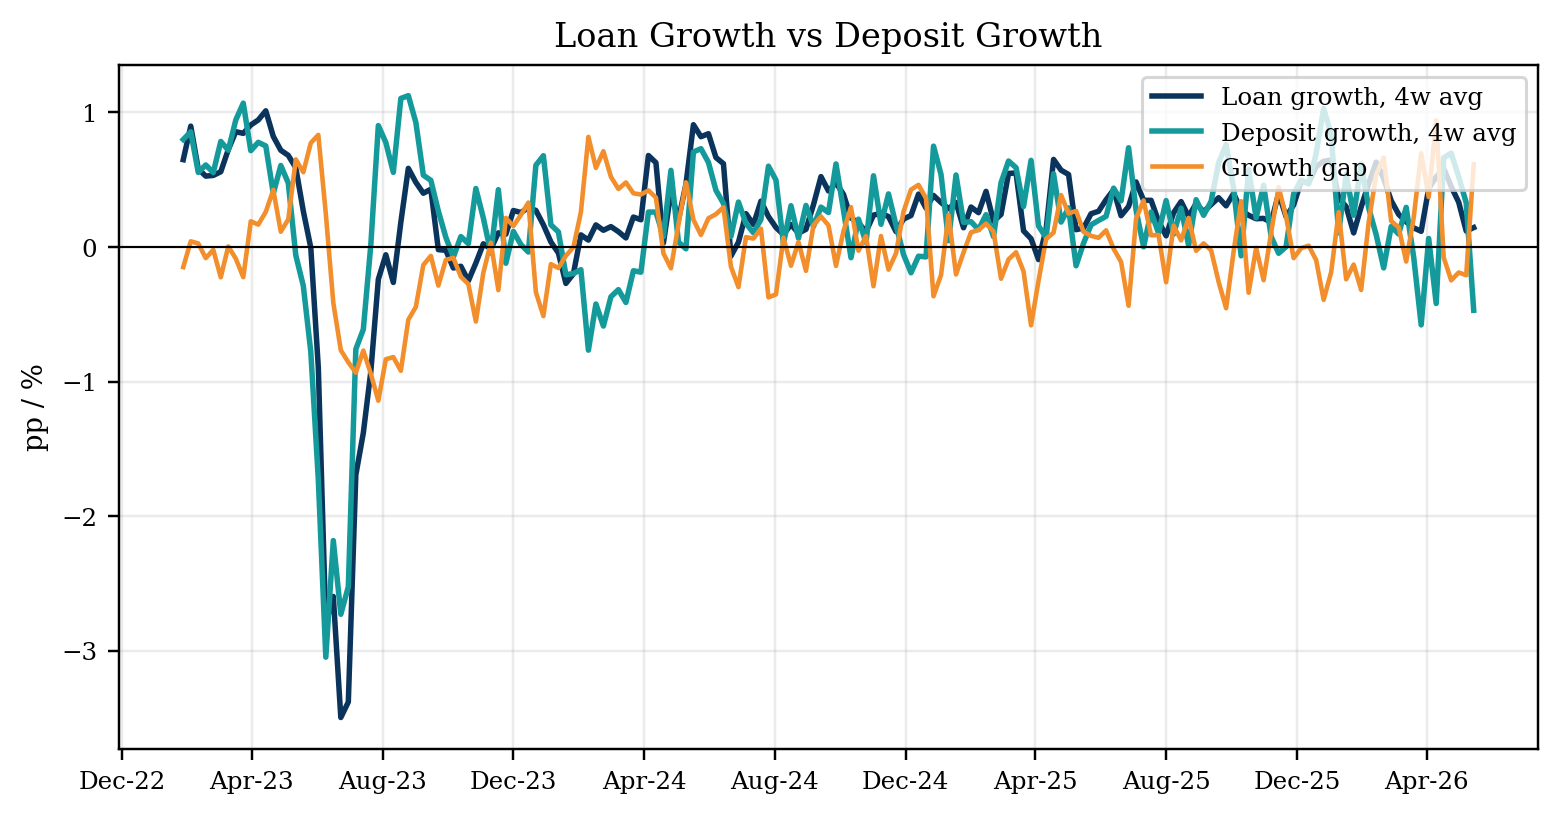 Loan Growth vs Deposit Growth
Loan growth, 4w avg
Deposit growth, 4w avg
Growth gap
pp / %
1
0
−1
−2
−3
Dec-22 Apr-23 Aug-23 Dec-23 Apr-24 Aug-24 Dec-24 Apr-25 Aug-25 Dec-25 Apr-26